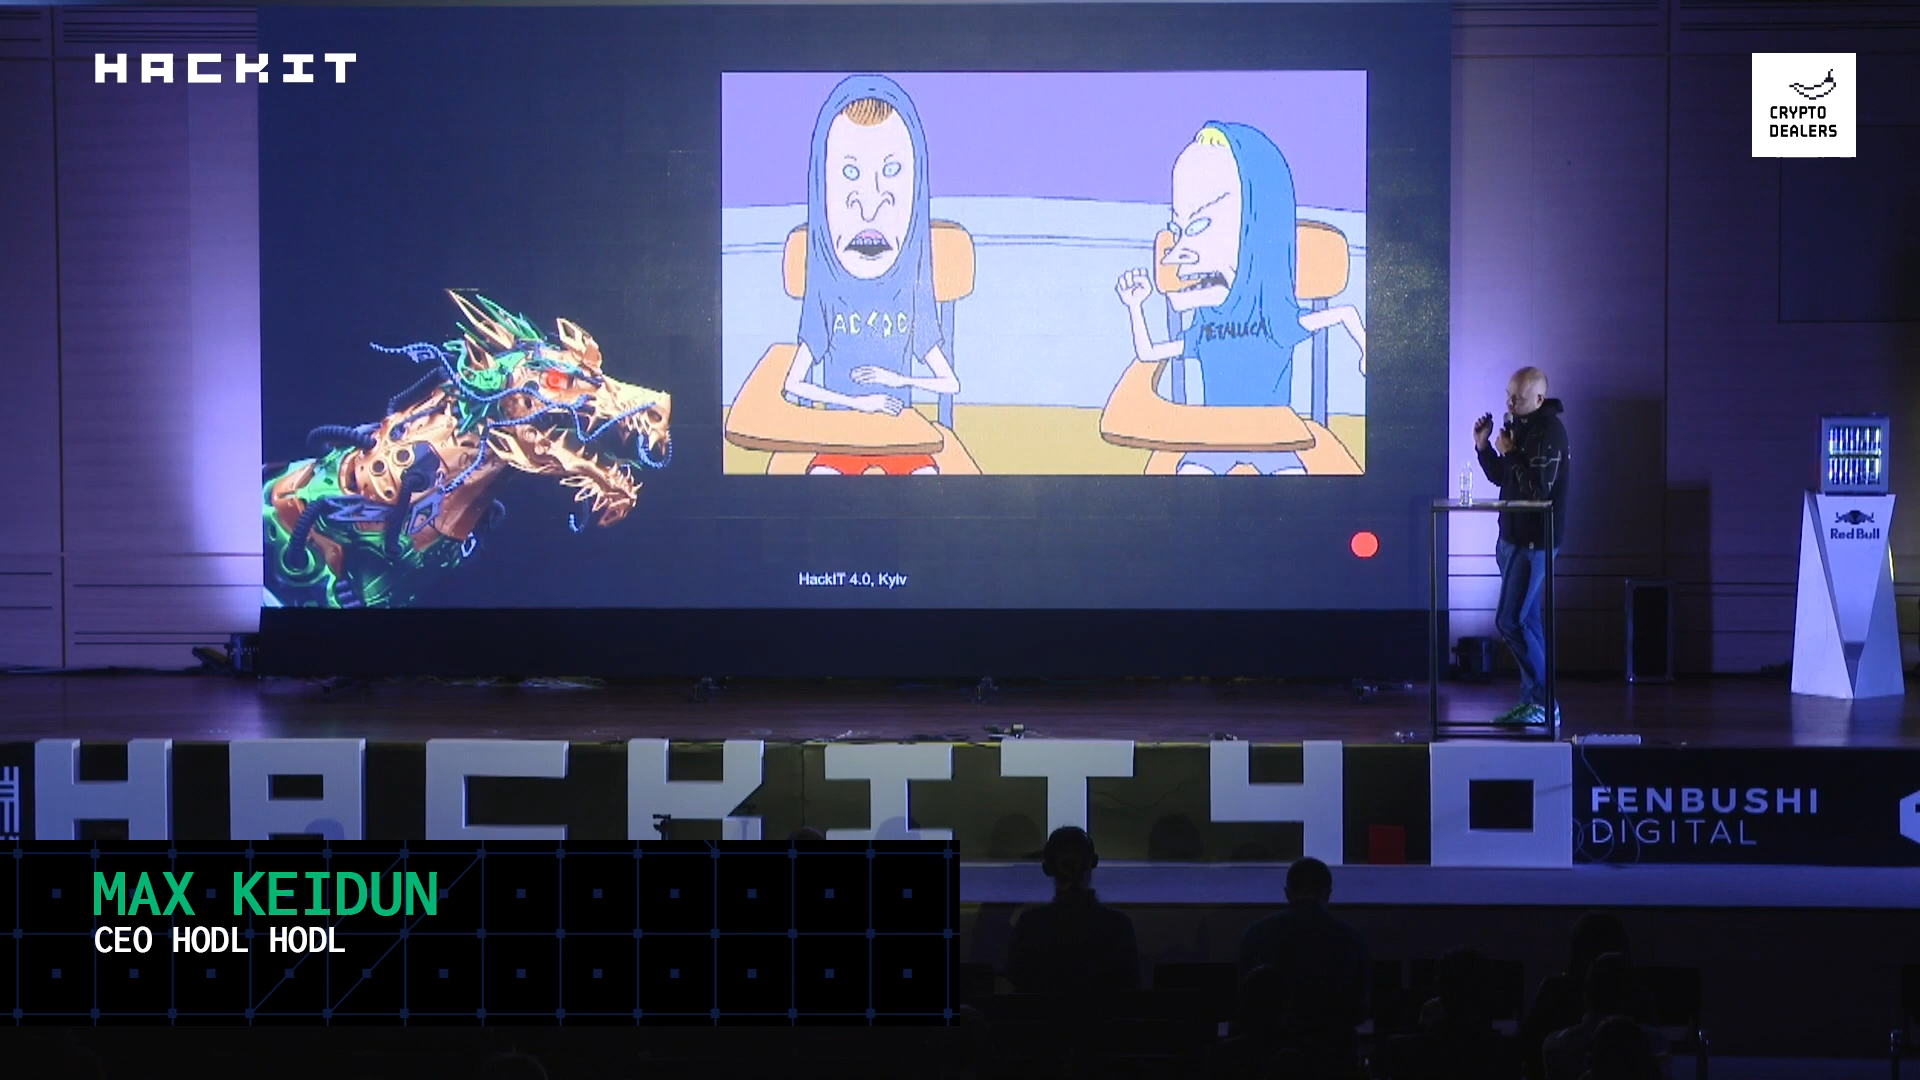 HACKIT
CRYPTO
DEALERS
AC⚡DC
METALLICA
Red Bull
HackIT 4.0, Kyiv
HACKIT 4.0
FENBUSHI
DIGITAL
MAX KEIDUN
CEO HODL HODL